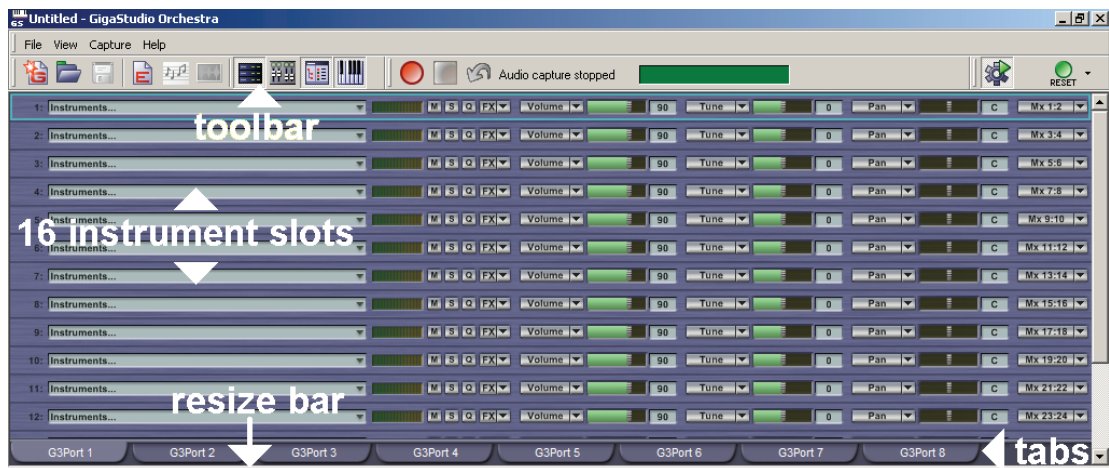 GS Untitled - GigaStudio Orchestra
File View Capture Help
Audio capture stopped RESET
1: Instruments... M S Q FX Volume 90 Tune 0 Pan C Mx 1:2
toolbar
2: Instruments... M S Q FX Volume 90 Tune 0 Pan C Mx 3:4
3: Instruments... M S Q FX Volume 90 Tune 0 Pan C Mx 5:6
4: Instruments... M S Q FX Volume 90 Tune 0 Pan C Mx 7:8
5: Instruments... M S Q FX Volume 90 Tune 0 Pan C Mx 9:10
16 instrument slots
6: Instruments... M S Q FX Volume 90 Tune 0 Pan C Mx 11:12
7: Instruments... M S Q FX Volume 90 Tune 0 Pan C Mx 13:14
8: Instruments... M S Q FX Volume 90 Tune 0 Pan C Mx 15:16
9: Instruments... M S Q FX Volume 90 Tune 0 Pan C Mx 17:18
10: Instruments... M S Q FX Volume 90 Tune 0 Pan C Mx 19:20
11: Instruments... M S Q FX Volume 90 Tune 0 Pan C Mx 21:22
resize bar
12: Instruments... M S Q FX Volume 90 Tune 0 Pan C Mx 23:24
G3Port 1 G3Port 2 G3Port 3 G3Port 4 G3Port 5 G3Port 6 G3Port 7 G3Port 8
tabs